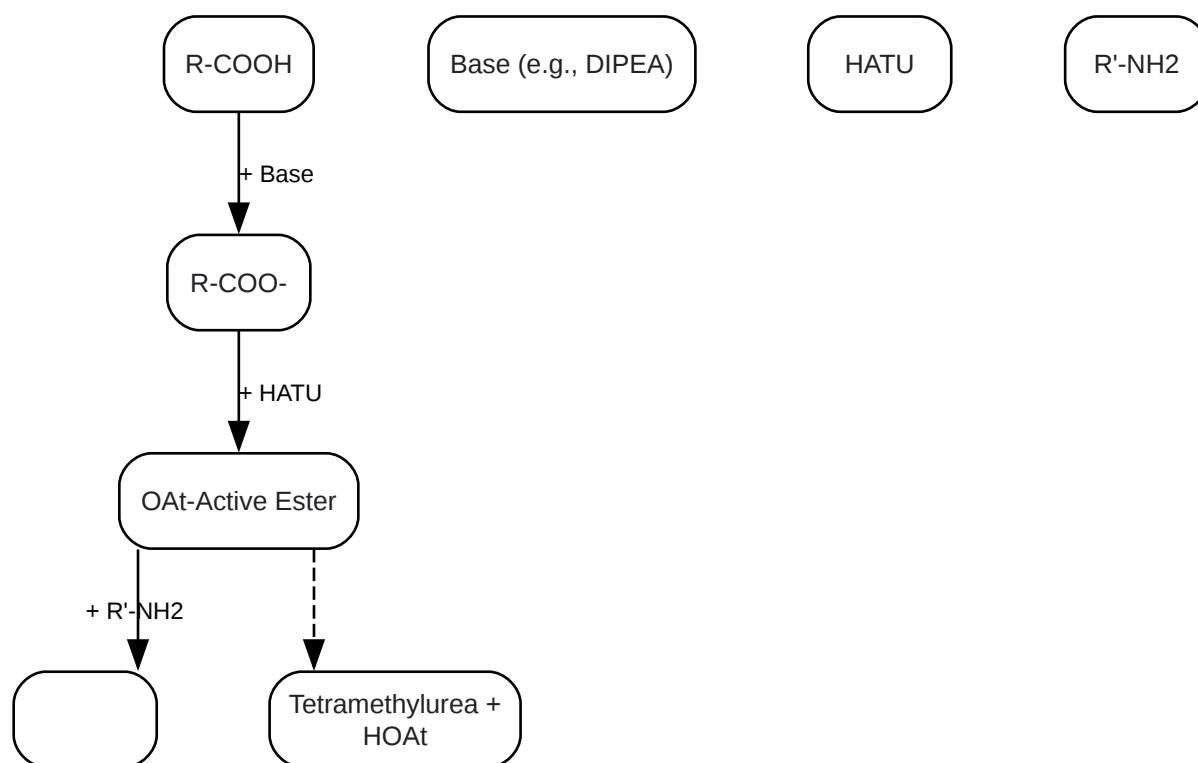 R-COOH
Base (e.g., DIPEA)
HATU
R'-NH2
+ Base
R-COO-
+ HATU
OAt-Active Ester
+ R'-NH2
Tetramethylurea +
HOAt